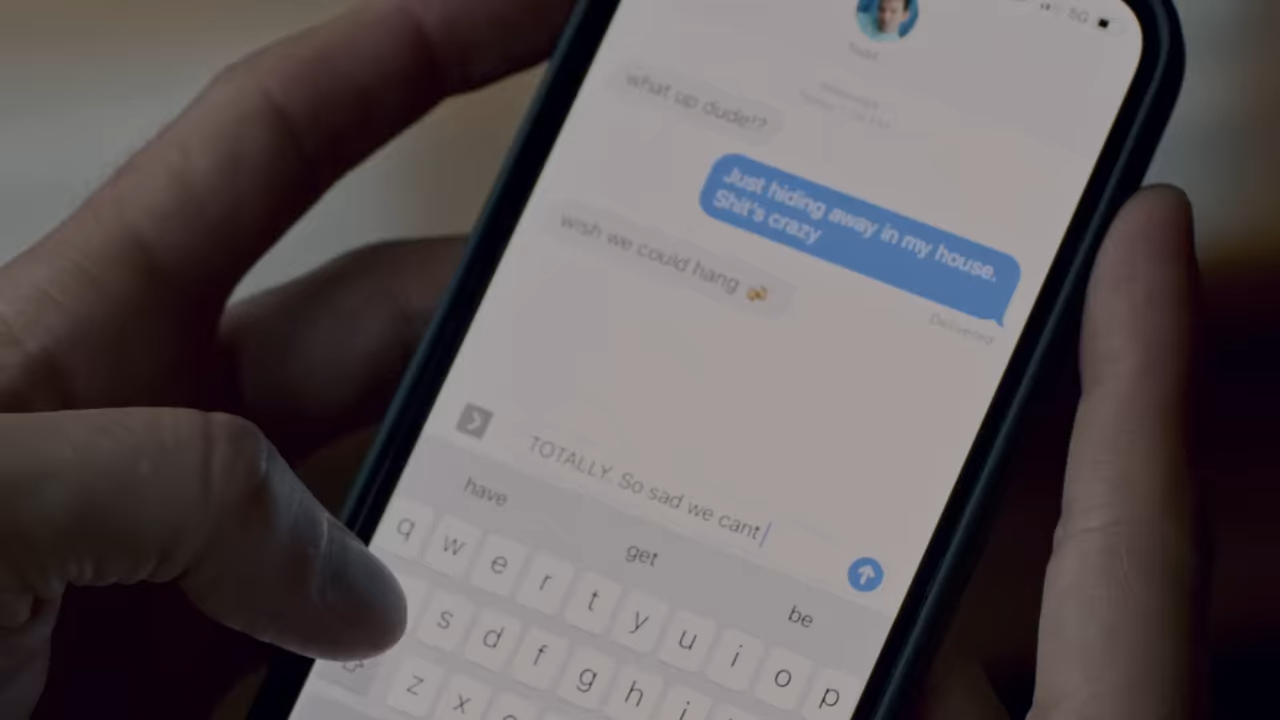 5G
what up dude!?
Just hiding away in my house.
Shit's crazy
Delivered
wish we could hang
TOTALLY. So sad we cant
have
get
be
q w e r t y u i o p
s d f g h j
z x